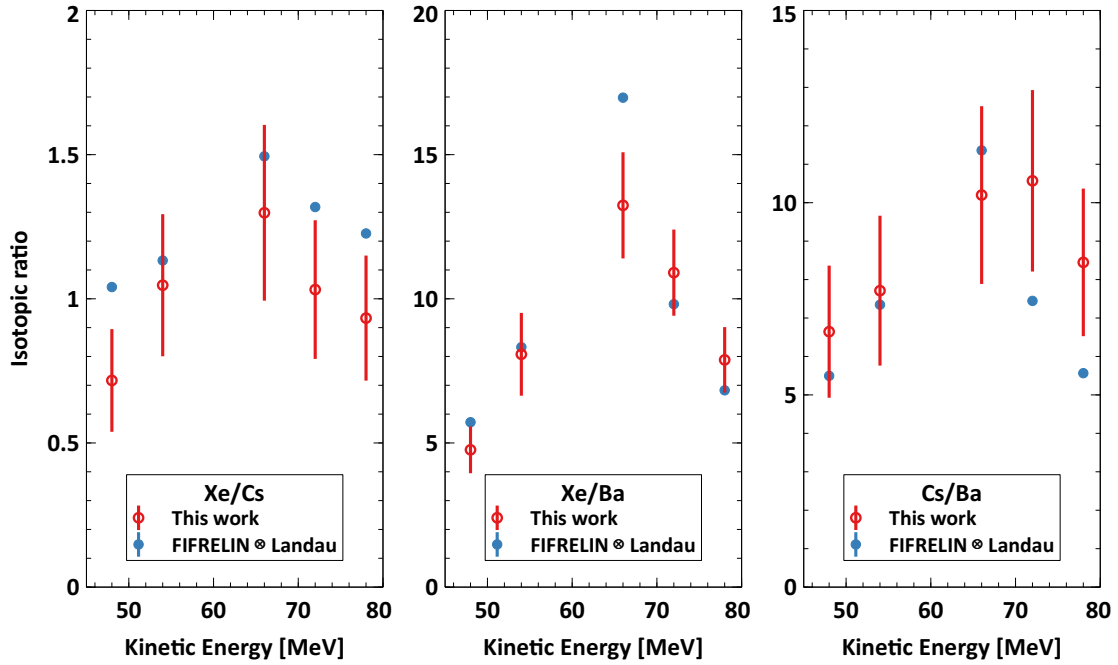 Isotopic ratio
2
1.5
1
0.5
0
50 60 70 80
Kinetic Energy [MeV]
Xe/Cs
This work
FIFRELIN ⊗ Landau
20
15
10
5
0
50 60 70 80
Kinetic Energy [MeV]
Xe/Ba
This work
FIFRELIN ⊗ Landau
15
10
5
0
50 60 70 80
Kinetic Energy [MeV]
Cs/Ba
This work
FIFRELIN ⊗ Landau